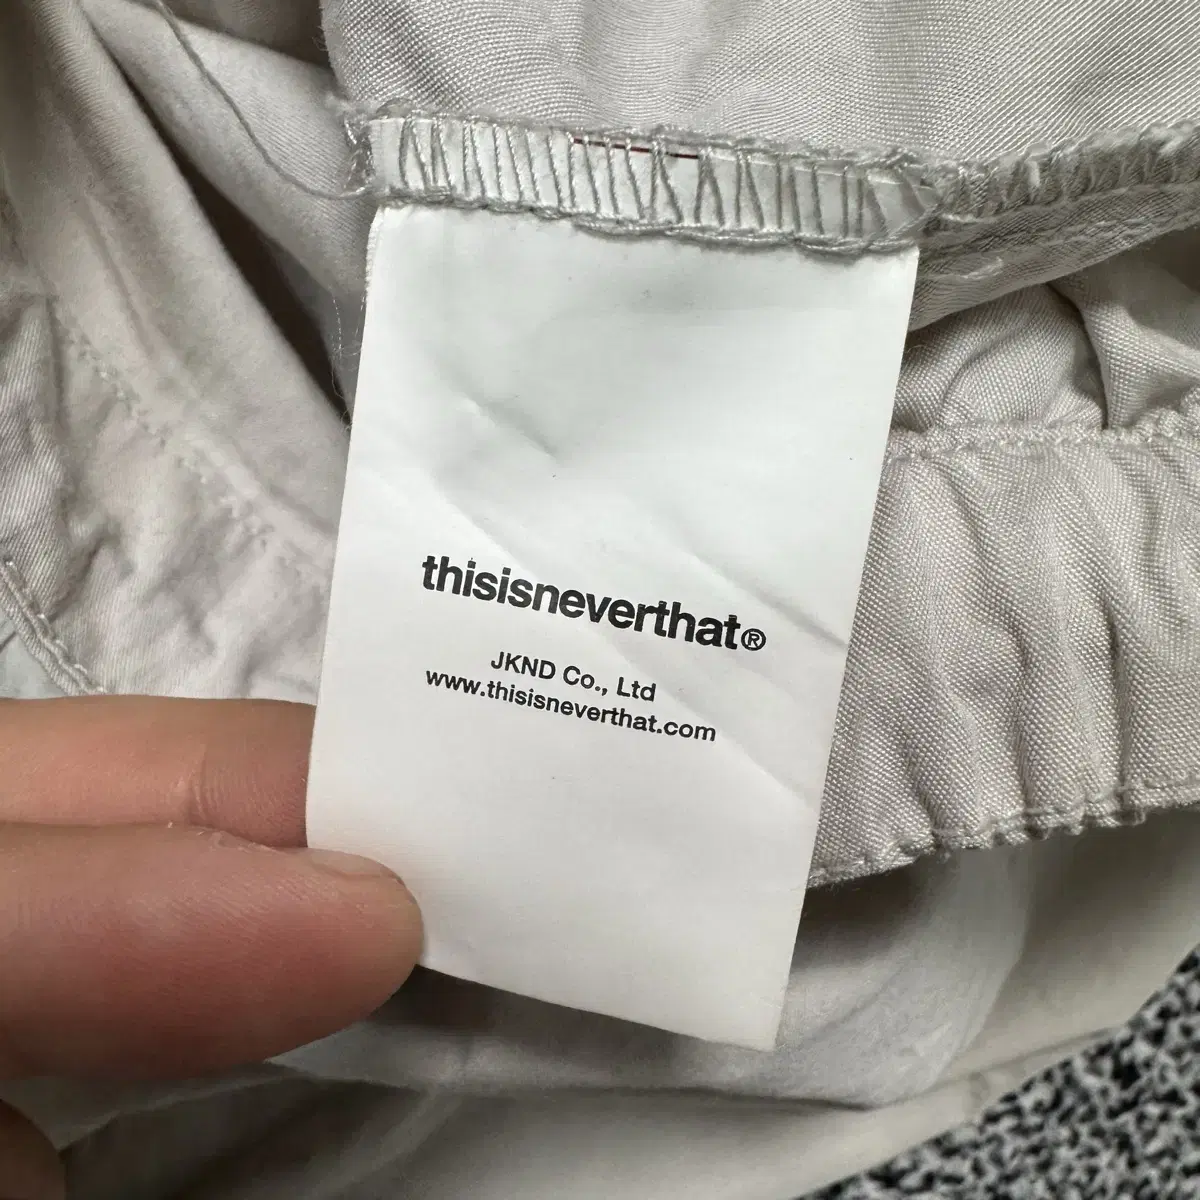 thisisneverthat®
JKND Co., Ltd
www.thisisneverthat.com